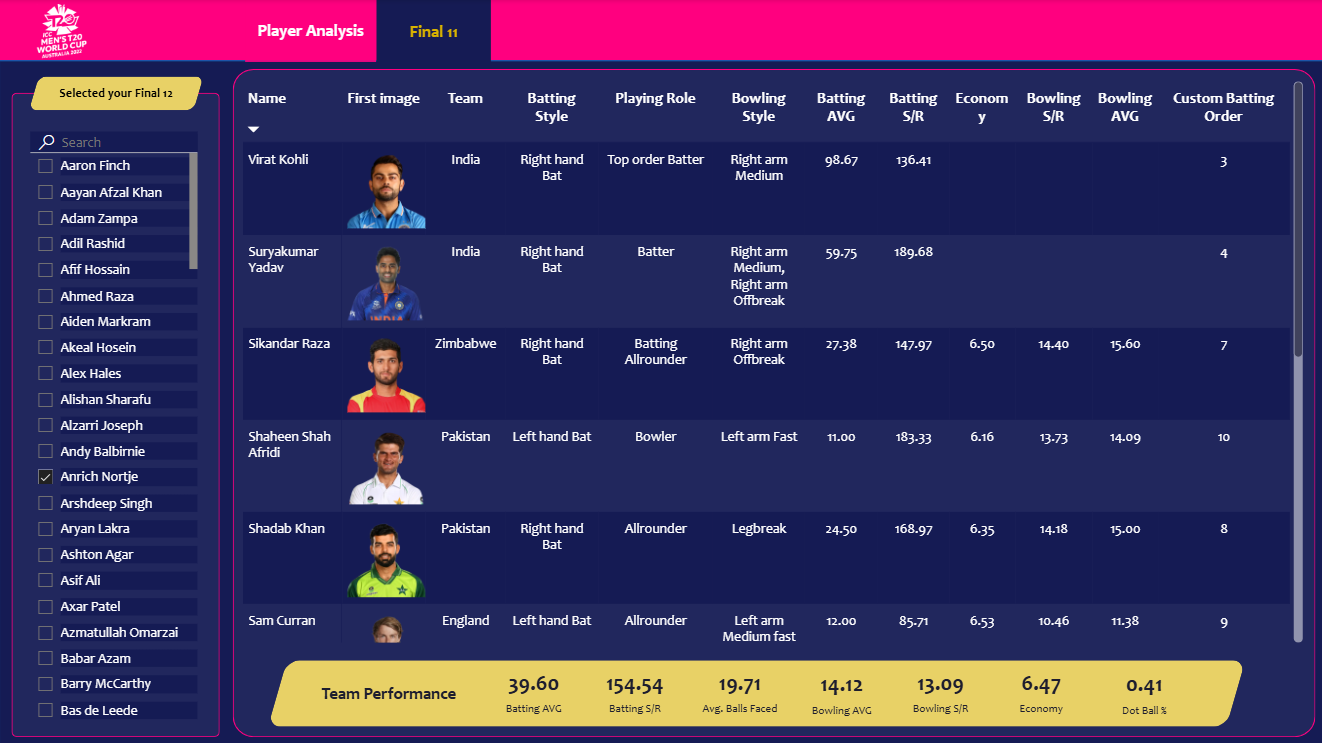 ICC
MEN'S T20
WORLD CUP
AUSTRALIA 2022
Player Analysis
Final 11
Selected your Final 12
Search
Aaron Finch
Aayan Afzal Khan
Adam Zampa
Adil Rashid
Afif Hossain
Ahmed Raza
Aiden Markram
Akeal Hosein
Alex Hales
Alishan Sharafu
Alzarri Joseph
Andy Balbirnie
Anrich Nortje
Arshdeep Singh
Aryan Lakra
Ashton Agar
Asif Ali
Axar Patel
Azmatullah Omarzai
Babar Azam
Barry McCarthy
Bas de Leede
Name First image Team Batting Playing Role Bowling Batting Batting Econom Bowling Bowling Custom Batting
Style Style AVG S/R y S/R AVG Order
Virat Kohli India Right hand Top order Batter Right arm 98.67 136.41 3
Bat Medium
Suryakumar India Right hand Batter Right arm 59.75 189.68 4
Yadav Bat Medium,
Right arm
Offbreak
INDIA
Sikandar Raza Zimbabwe Right hand Batting Right arm 27.38 147.97 6.50 14.40 15.60 7
Bat Allrounder Offbreak
Shaheen Shah Pakistan Left hand Bat Bowler Left arm Fast 11.00 183.33 6.16 13.73 14.09 10
Afridi
Shadab Khan Pakistan Right hand Allrounder Legbreak 24.50 168.97 6.35 14.18 15.00 8
Bat
Sam Curran England Left hand Bat Allrounder Left arm 12.00 85.71 6.53 10.46 11.38 9
Medium fast
Team Performance 39.60 154.54 19.71 14.12 13.09 6.47 0.41
Batting AVG Batting S/R Avg. Balls Faced Bowling AVG Bowling S/R Economy Dot Ball %